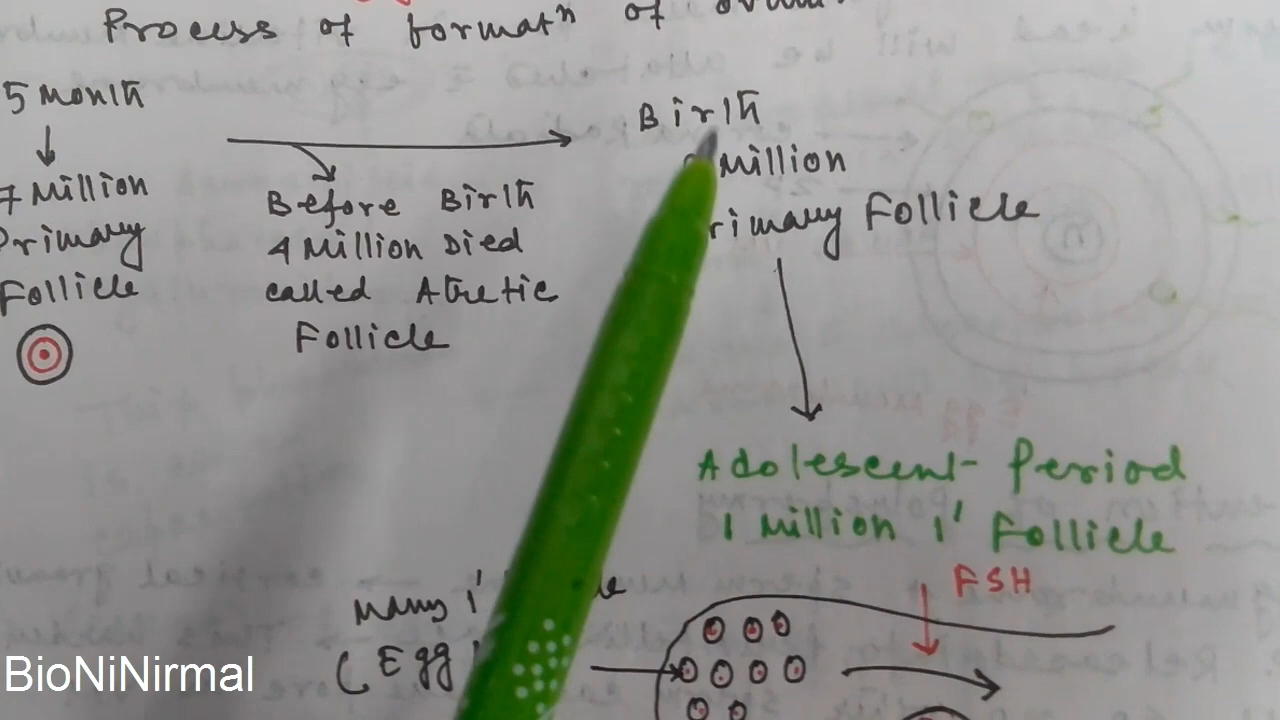 Process of formatⁿ of
5 Month
7 Million
Primary
Follicle
Before Birth
4 Million Died
called Atretic
Follicle
Birth
Million
Primary Follicle
Adolescent Period
1 Million 1' Follicle
FSH
Many 1'
(Egg
BioNiNirmal